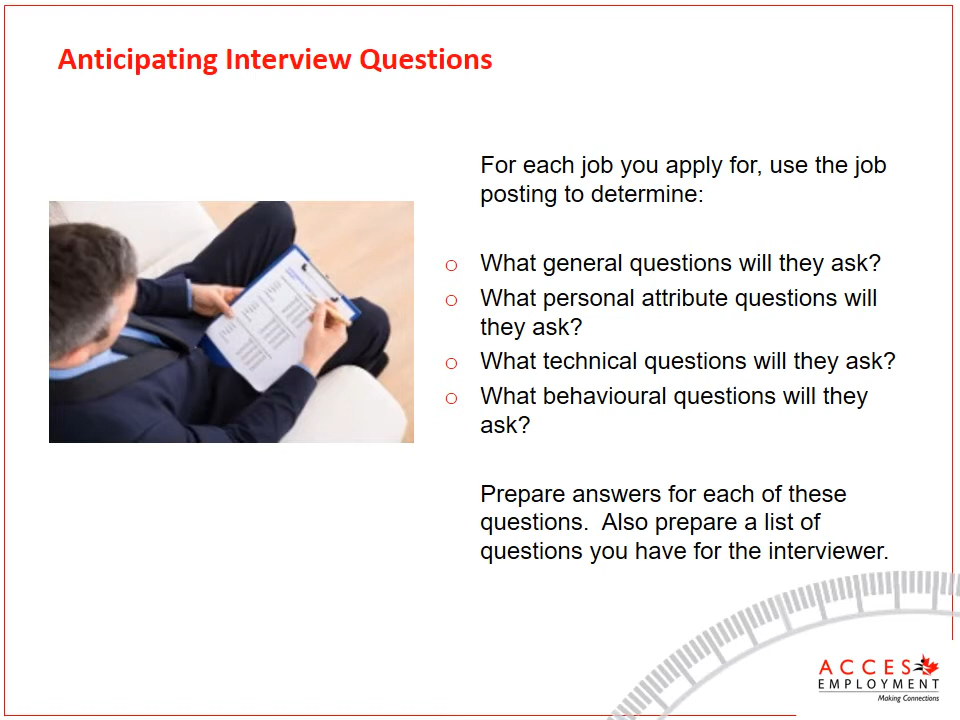 Anticipating Interview Questions
For each job you apply for, use the job
posting to determine:
What general questions will they ask?
What personal attribute questions will
they ask?
What technical questions will they ask?
What behavioural questions will they
ask?
Prepare answers for each of these
questions.  Also prepare a list of
questions you have for the interviewer.
ACCES
EMPLOYMENT
Making Connections